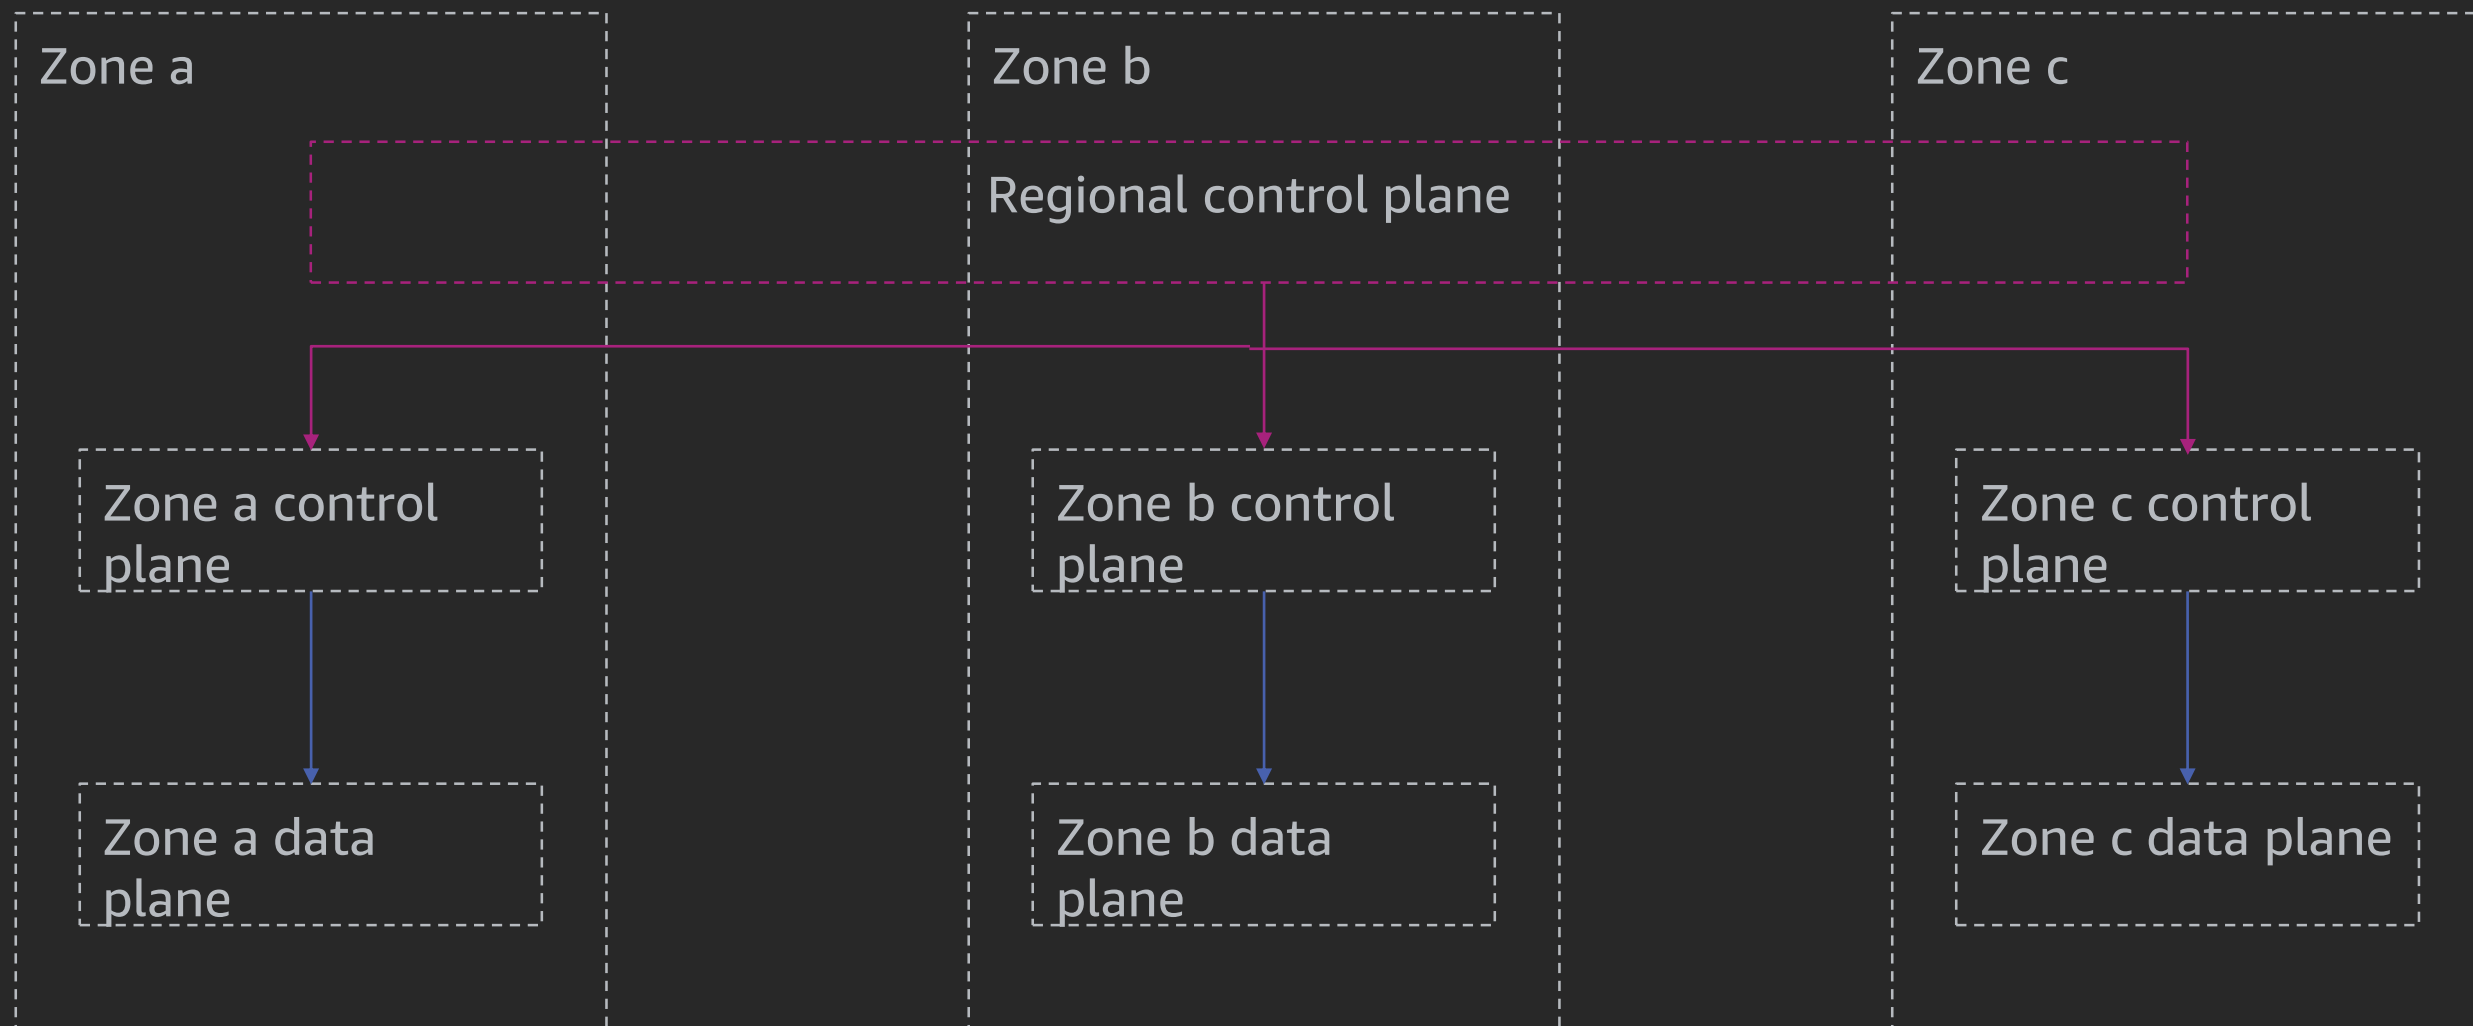 Zone a
Zone b
Zone c
Regional control plane
Zone a control
plane
Zone b control
plane
Zone c control
plane
Zone a data
plane
Zone b data
plane
Zone c data plane